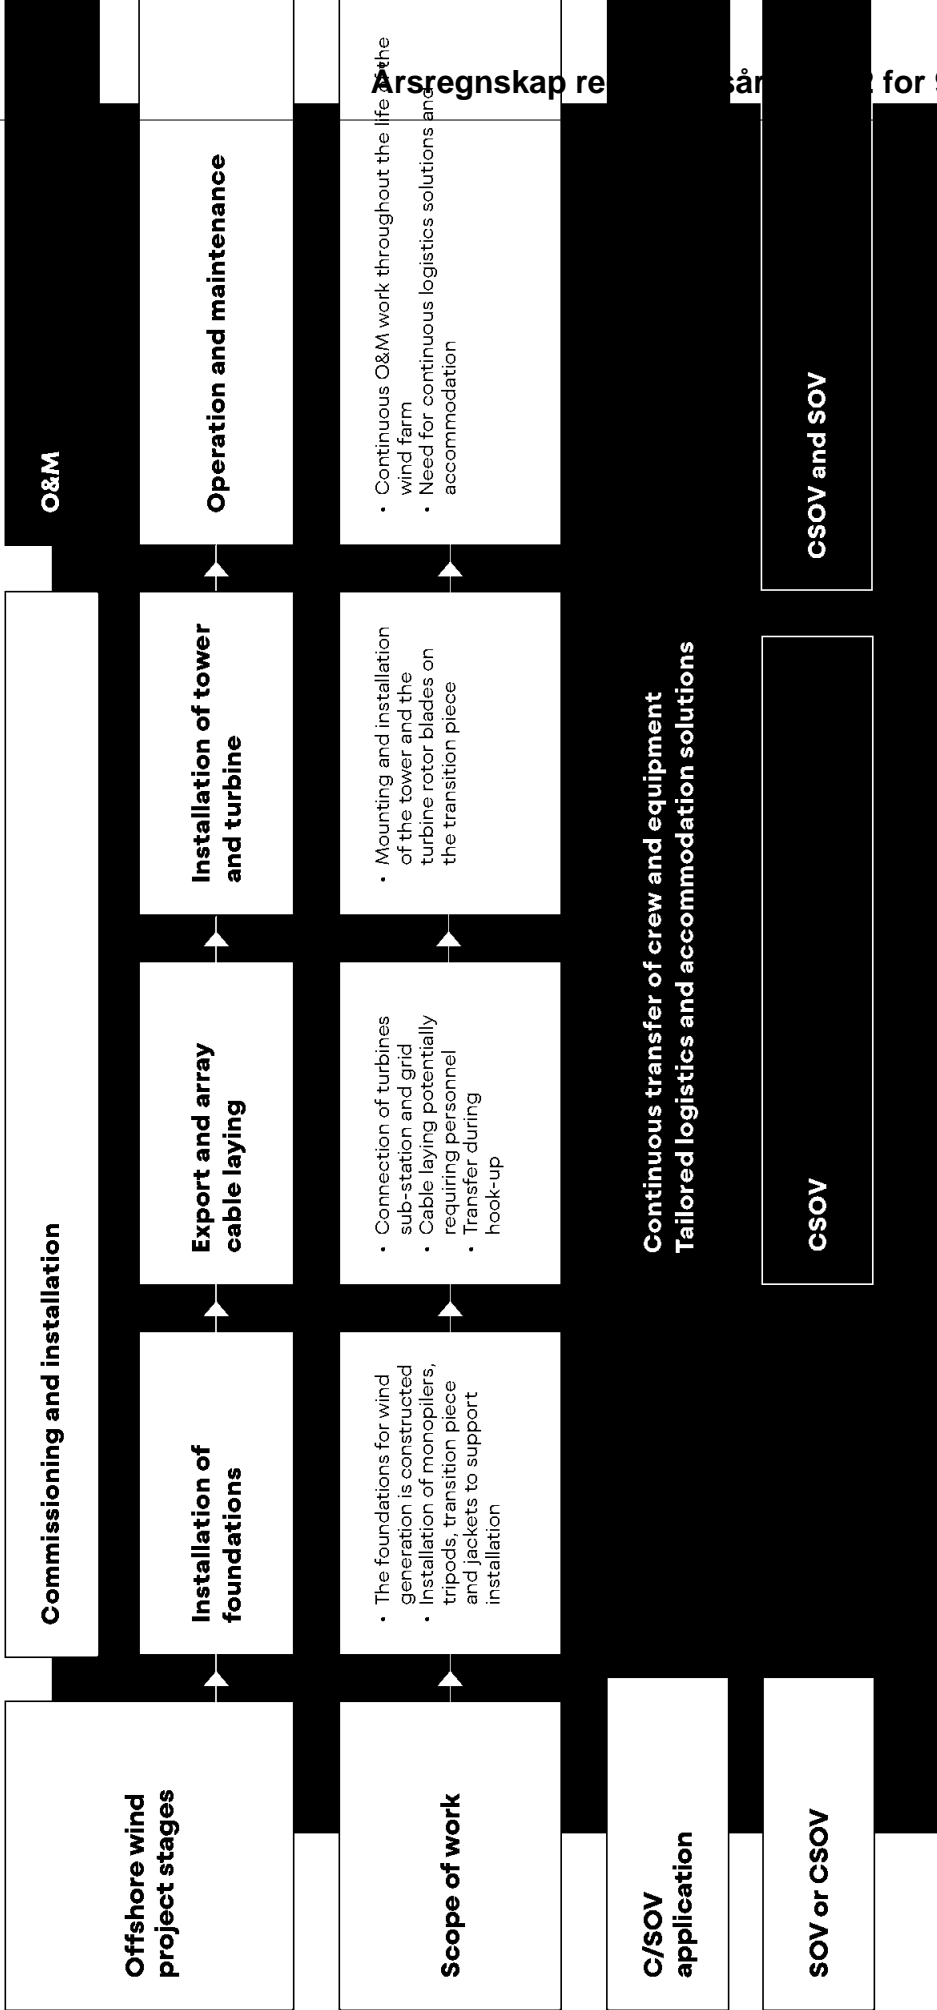 Årsregnskap re
sår
for
O&M
Commissioning and installation
Offshore wind
project stages
Installation of
foundations
Export and array
cable laying
Installation of tower
and turbine
Operation and maintenance
Scope of work
• The foundations for wind
generation is constructed
• Installation of monopilers,
tripods, transition piece
and jackets to support
installation
• Connection of turbines
sub-station and grid
• Cable laying potentially
requiring personnel
• Transfer during
hook-up
• Mounting and installation
of the tower and the
turbine rotor blades on
the transition piece
• Continuous O&M work throughout the life of the
wind farm
• Need for continuous logistics solutions and
accommodation
C/SOV
application
Continuous transfer of crew and equipment
Tailored logistics and accommodation solutions
SOV or CSOV
CSOV
CSOV and SOV